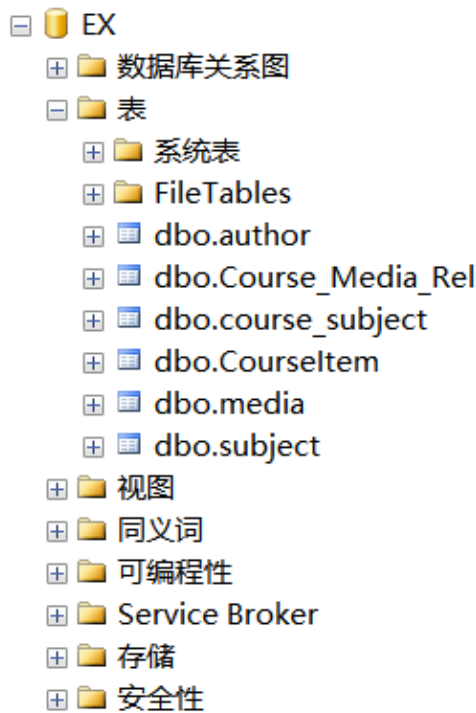 EX
数据库关系图
表
系统表
FileTables
dbo.author
dbo.Course_Media_Rel
dbo.course_subject
dbo.CourseItem
dbo.media
dbo.subject
视图
同义词
可编程性
Service Broker
存储
安全性